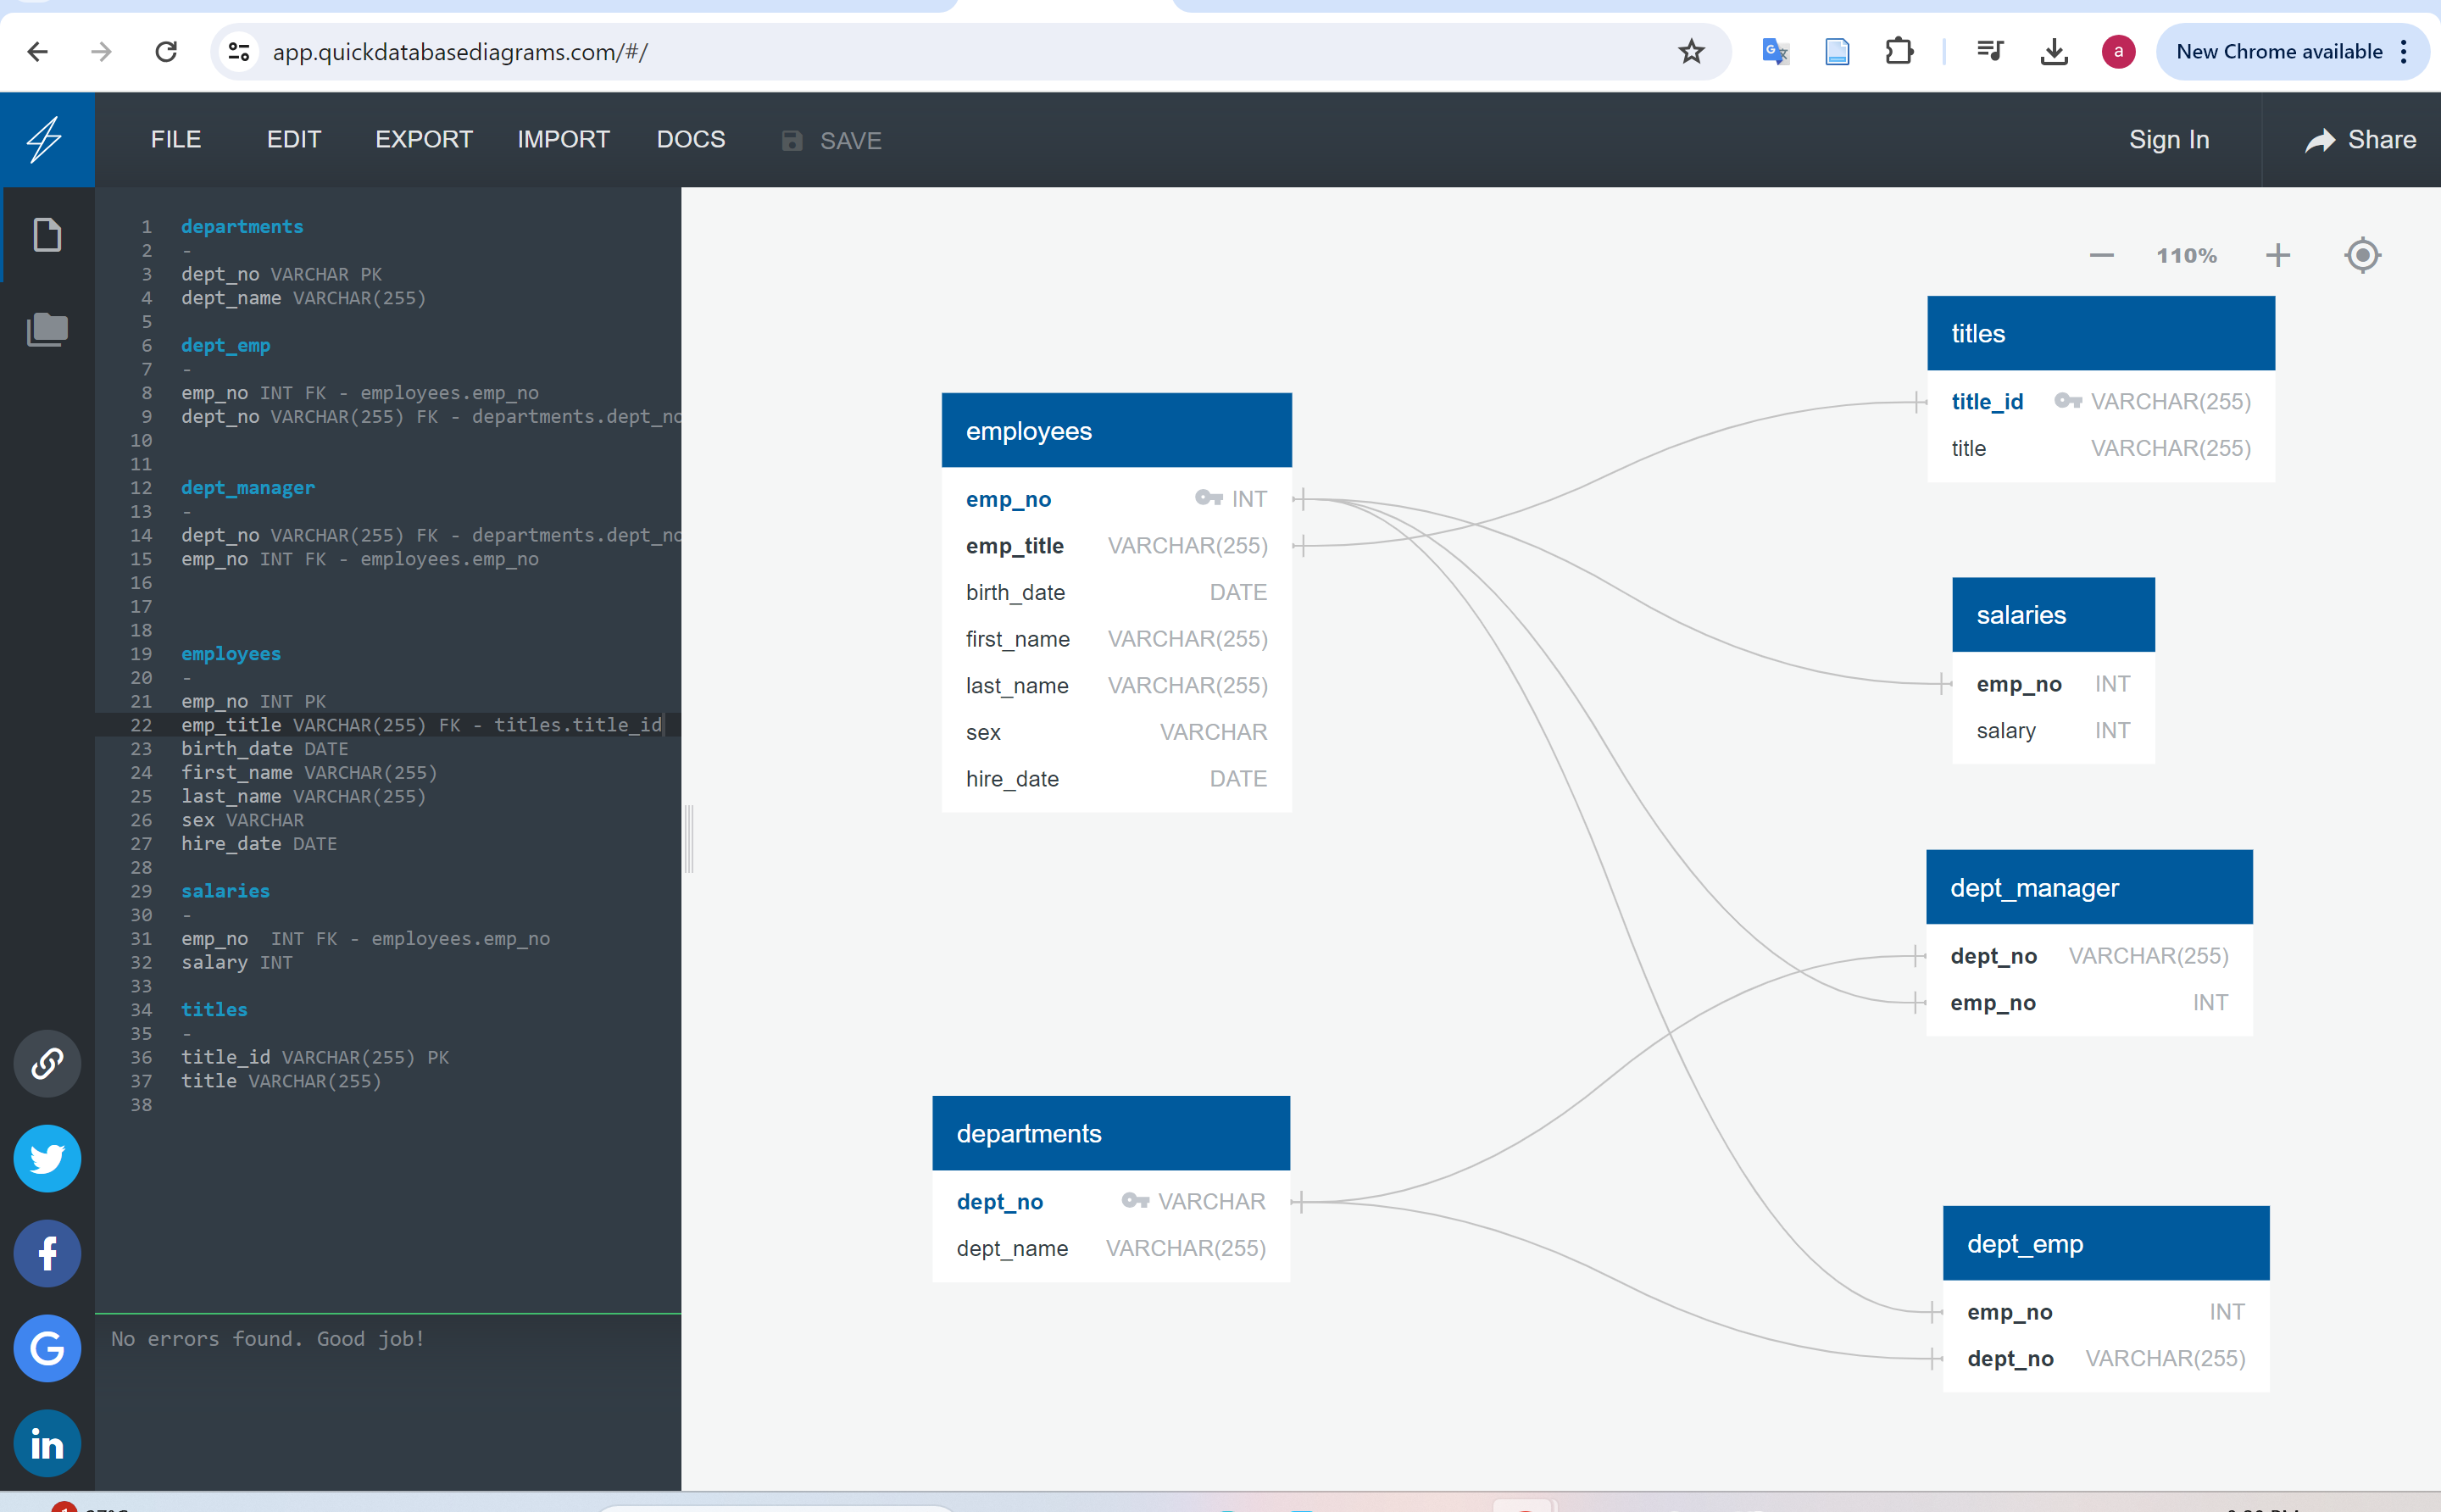 app.quickdatabasediagrams.com/#/
a
New Chrome available
FILE EDIT EXPORT IMPORT DOCS SAVE
Sign In Share
1 departments
2 -
3 dept_no VARCHAR PK
4 dept_name VARCHAR(255)
5
6 dept_emp
7 -
8 emp_no INT FK - employees.emp_no
9 dept_no VARCHAR(255) FK - departments.dept_no
10
11
12 dept_manager
13 -
14 dept_no VARCHAR(255) FK - departments.dept_no
15 emp_no INT FK - employees.emp_no
16
17
18
19 employees
20 -
21 emp_no INT PK
22 emp_title VARCHAR(255) FK - titles.title_id
23 birth_date DATE
24 first_name VARCHAR(255)
25 last_name VARCHAR(255)
26 sex VARCHAR
27 hire_date DATE
28
29 salaries
30 -
31 emp_no  INT FK - employees.emp_no
32 salary INT
33
34 titles
35 -
36 title_id VARCHAR(255) PK
37 title VARCHAR(255)
38
No errors found. Good job!
110%
employees
emp_no INT
emp_title VARCHAR(255)
birth_date DATE
first_name VARCHAR(255)
last_name VARCHAR(255)
sex VARCHAR
hire_date DATE
departments
dept_no VARCHAR
dept_name VARCHAR(255)
titles
title_id VARCHAR(255)
title VARCHAR(255)
salaries
emp_no INT
salary INT
dept_manager
dept_no VARCHAR(255)
emp_no INT
dept_emp
emp_no INT
dept_no VARCHAR(255)